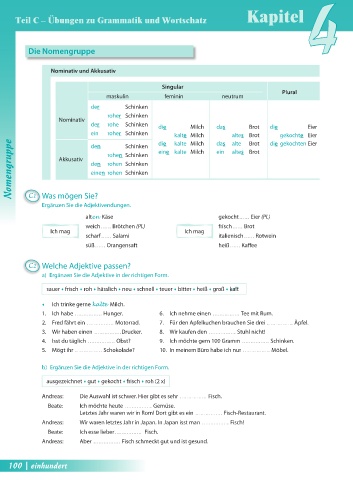 Teil C – Übungen zu Grammatik und Wortschatz
Kapitel 4
Die Nomengruppe
Nominativ und Akkusativ
Singular
Plural
maskulin feminin neutrum
Nominativ
der Schinken
roher Schinken
der rohe Schinken
ein roher Schinken
die Milch
kalte Milch
die kalte Milch
eine kalte Milch
das Brot
altes Brot
das alte Brot
ein altes Brot
die Eier
gekochte Eier
die gekochten Eier
Akkusativ
den Schinken
rohen Schinken
den rohen Schinken
einen rohen Schinken
Nomengruppe
C1 Was mögen Sie?
Ergänzen Sie die Adjektivendungen.
Ich mag
alten Käse
weich...... Brötchen (Pl.)
scharf...... Salami
süß...... Orangensaft
Ich mag
gekocht...... Eier (Pl.)
frisch...... Brot
italienisch...... Rotwein
heiß...... Kaffee
C2 Welche Adjektive passen?
a) Ergänzen Sie die Adjektive in der richtigen Form.
sauer • frisch • roh • hässlich • neu • schnell • teuer • bitter • heiß • groß • kalt
• Ich trinke gerne kalte Milch.
1. Ich habe ............... Hunger.
2. Fred fährt ein ............... Motorrad.
3. Wir haben einen ............... Drucker.
4. Isst du täglich ............... Obst?
5. Mögt ihr ............... Schokolade?
6. Ich nehme einen ............... Tee mit Rum.
7. Für den Apfelkuchen brauchen Sie drei ............... Äpfel.
8. Wir kaufen den ............... Stuhl nicht!
9. Ich möchte gern 100 Gramm ............... Schinken.
10. In meinem Büro habe ich nur ............... Möbel.
b) Ergänzen Sie die Adjektive in der richtigen Form.
ausgezeichnet • gut • gekocht • frisch • roh (2 x)
Andreas: Die Auswahl ist schwer. Hier gibt es sehr ............... Fisch.
Beate: Ich möchte heute ............... Gemüse.
Letztes Jahr waren wir in Rom! Dort gibt es ein ............... Fisch-Restaurant.
Andreas: Wir waren letztes Jahr in Japan. In Japan isst man ............... Fisch!
Beate: Ich esse lieber ............... Fisch.
Andreas: Aber ............... Fisch schmeckt gut und ist gesund.
100 | einhundert